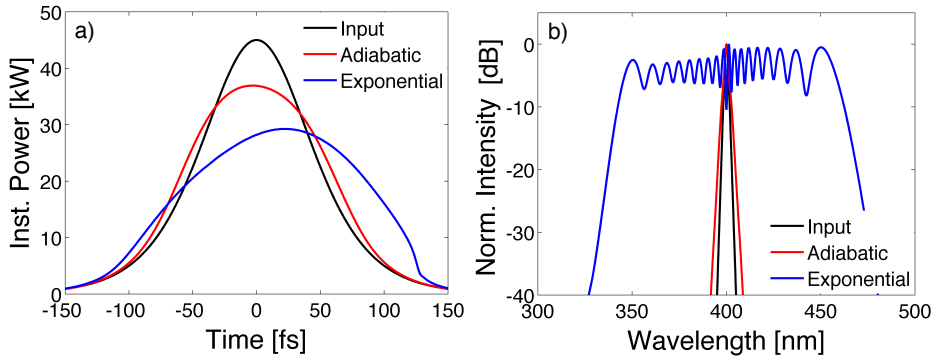 a)
Inst. Power [kW]
50
40
30
20
10
0
-150
-100
-50
0
50
100
150
Time [fs]
Input
Adiabatic
Exponential
b)
Norm. Intensity [dB]
0
-10
-20
-30
-40
300
350
400
450
500
Wavelength [nm]
Input
Adiabatic
Exponential